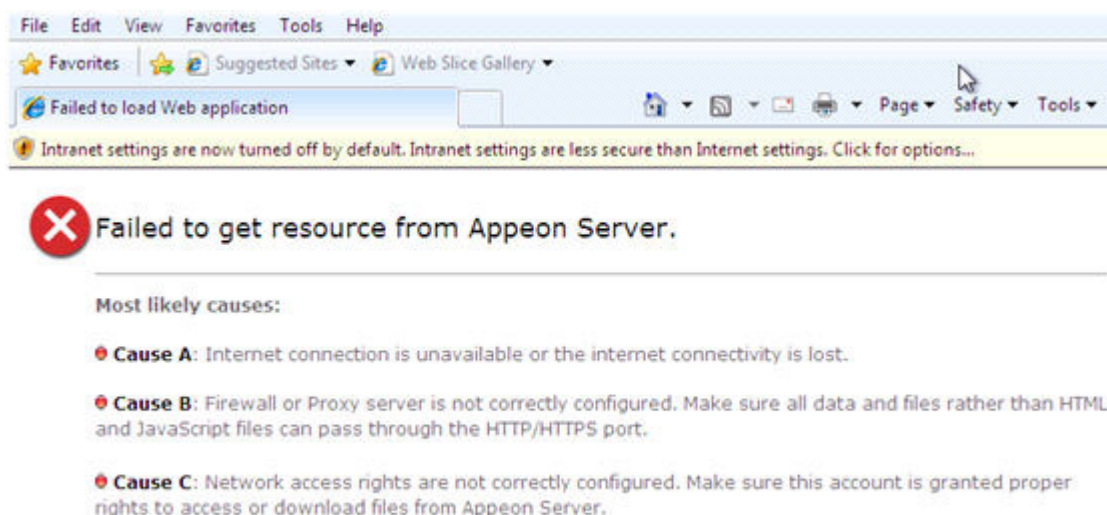 File Edit View Favorites Tools Help
Favorites Suggested Sites Web Slice Gallery
Failed to load Web application Page Safety Tools
Intranet settings are now turned off by default. Intranet settings are less secure than Internet settings. Click for options...
Failed to get resource from Appeon Server.
Most likely causes:
Cause A: Internet connection is unavailable or the internet connectivity is lost.
Cause B: Firewall or Proxy server is not correctly configured. Make sure all data and files rather than HTML
and JavaScript files can pass through the HTTP/HTTPS port.
Cause C: Network access rights are not correctly configured. Make sure this account is granted proper
rights to access or download files from Appeon Server.